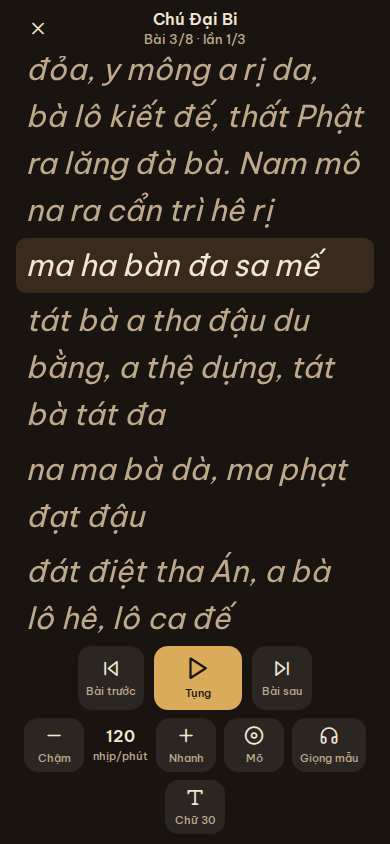 Chú Đại Bi
Bài 3/8 · lần 1/3
đỏa, y mông a rị da,
bà lô kiết đế, thất Phật
ra lăng đà bà. Nam mô
na ra cẩn trì hê rị
ma ha bàn đa sa mế
tát bà a tha đậu du
bằng, a thệ dựng, tát
bà tát đa
na ma bà dà, ma phạt
đạt đậu
đát điệt tha Án, a bà
lô hê, lô ca đế
Bài trước
Tụng
Bài sau
Chậm
120
nhịp/phút
Nhanh
Mõ
Giọng mẫu
Chữ 30